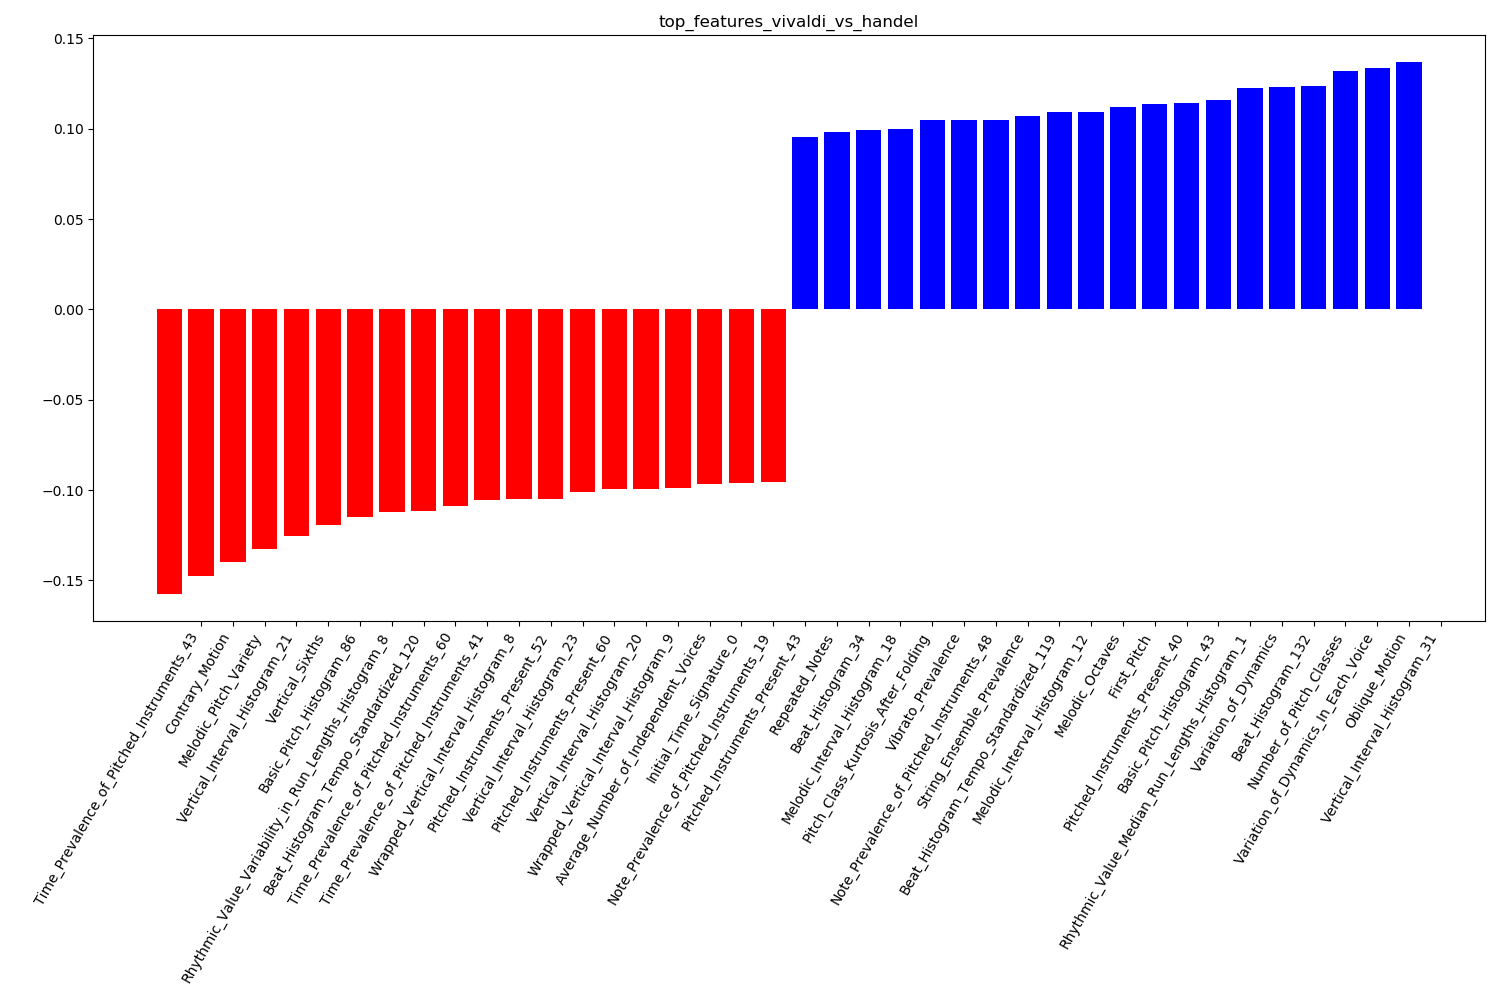 top_features_vivaldi_vs_handel
0.15
0.10
0.05
0.00
−0.05
−0.10
−0.15
Time_Prevalence_of_Pitched_Instruments_43
Contrary_Motion
Melodic_Pitch_Variety
Vertical_Interval_Histogram_21
Vertical_Sixths
Basic_Pitch_Histogram_86
Rhythmic_Value_Variability_in_Run_Lengths_Histogram_8
Beat_Histogram_Tempo_Standardized_120
Time_Prevalence_of_Pitched_Instruments_60
Time_Prevalence_of_Pitched_Instruments_41
Wrapped_Vertical_Interval_Histogram_8
Pitched_Instruments_Present_52
Vertical_Interval_Histogram_23
Pitched_Instruments_Present_60
Vertical_Interval_Histogram_20
Wrapped_Vertical_Interval_Histogram_9
Average_Number_of_Independent_Voices
Initial_Time_Signature_0
Note_Prevalence_of_Pitched_Instruments_19
Pitched_Instruments_Present_43
Repeated_Notes
Beat_Histogram_34
Melodic_Interval_Histogram_18
Pitch_Class_Kurtosis_After_Folding
Vibrato_Prevalence
Note_Prevalence_of_Pitched_Instruments_48
String_Ensemble_Prevalence
Beat_Histogram_Tempo_Standardized_119
Melodic_Interval_Histogram_12
Melodic_Octaves
First_Pitch
Pitched_Instruments_Present_40
Basic_Pitch_Histogram_43
Rhythmic_Value_Median_Run_Lengths_Histogram_1
Variation_of_Dynamics
Beat_Histogram_132
Number_of_Pitch_Classes
Variation_of_Dynamics_In_Each_Voice
Oblique_Motion
Vertical_Interval_Histogram_31